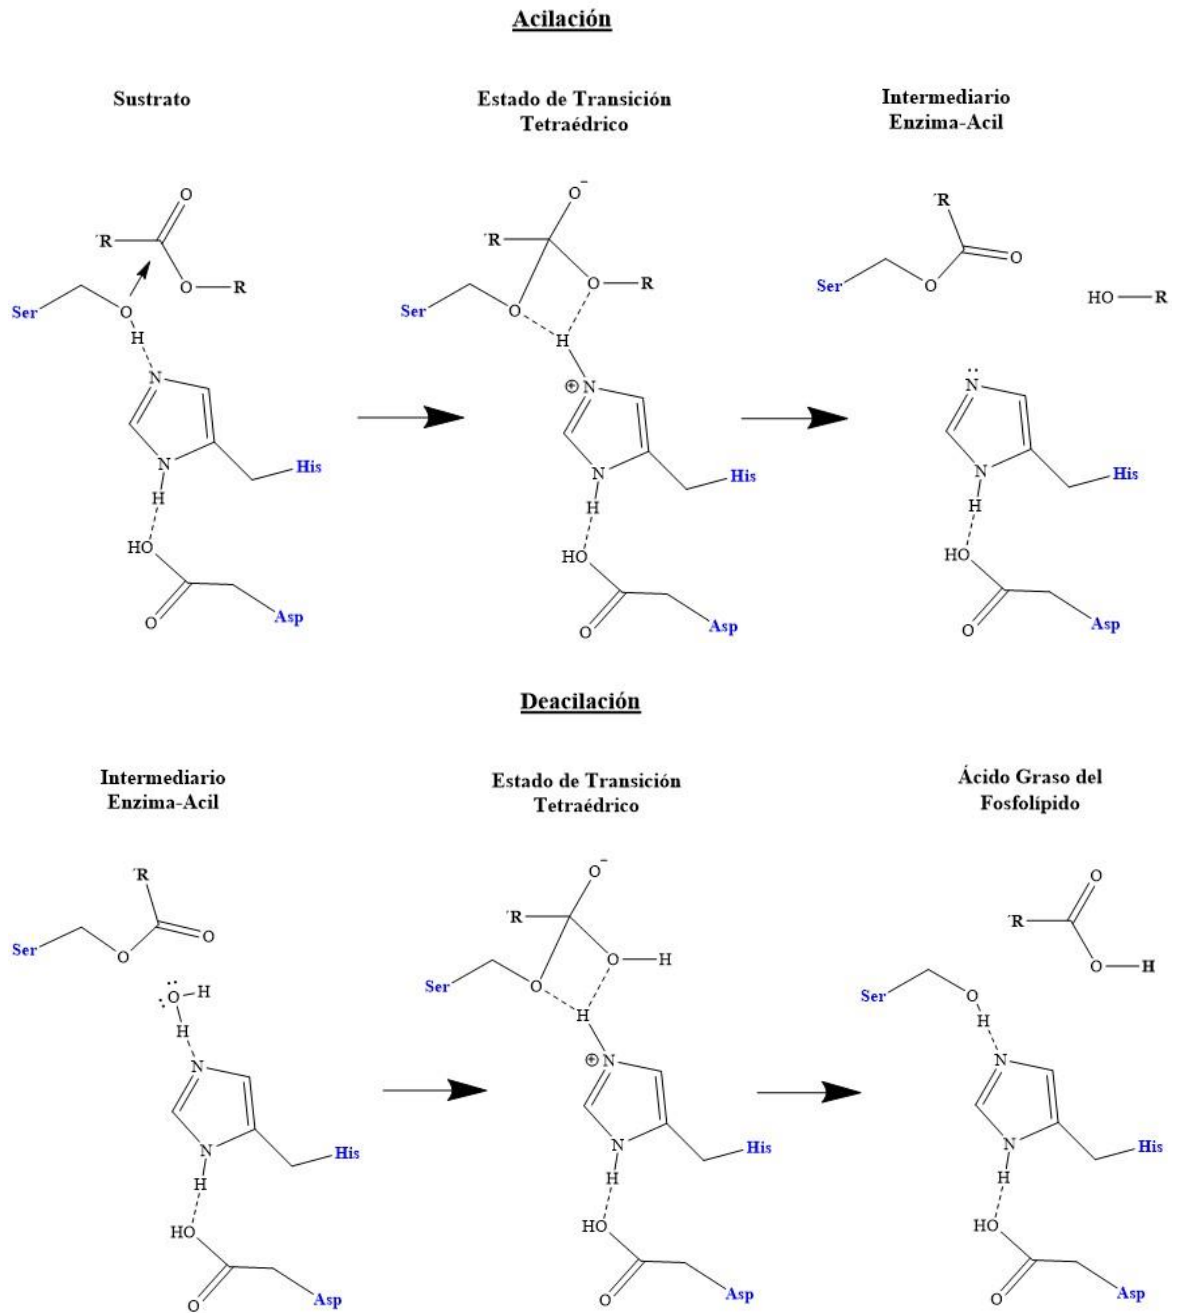 Acilación
Sustrato
Estado de Transición
Tetraédrico
Intermediario
Enzima-Acil
O
´R
O
R
Ser
O
H
N
N
H
His
HO
O
Asp
O⁻
´R
O
R
Ser
O
H
⊕ N
N
H
His
HO
O
Asp
´R
O
Ser
O
HO
R
N
N
H
His
HO
O
Asp
Deacilación
Intermediario
Enzima-Acil
Estado de Transición
Tetraédrico
Ácido Graso del
Fosfolípido
´R
O
Ser
O
O
H
H
N
N
H
His
HO
O
Asp
O⁻
´R
O
H
Ser
O
H
⊕ N
N
H
His
HO
O
Asp
O
´R
O
H
Ser
O
H
N
N
H
His
HO
O
Asp